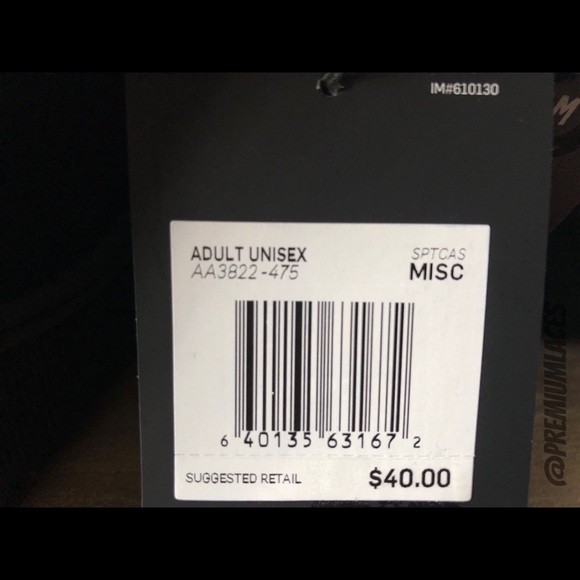 IM#610130
M
ADULT UNISEX
SPTCAS
AA3822-475
MISC
6 40135 63167 2
SUGGESTED RETAIL
$40.00
@PREMIUMLACES